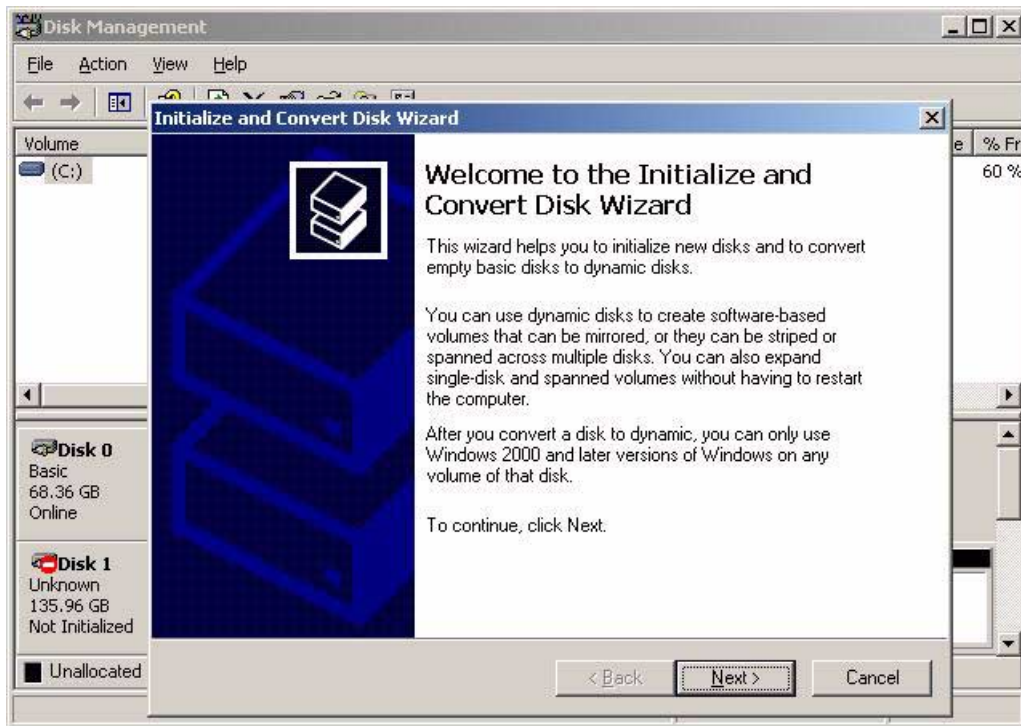 Disk Management
File Action View Help
Initialize and Convert Disk Wizard
Volume
e % Fr
(C:)
60 %
Welcome to the Initialize and
Convert Disk Wizard
This wizard helps you to initialize new disks and to convert
empty basic disks to dynamic disks.
You can use dynamic disks to create software-based
volumes that can be mirrored, or they can be striped or
spanned across multiple disks. You can also expand
single-disk and spanned volumes without having to restart
the computer.
After you convert a disk to dynamic, you can only use
Windows 2000 and later versions of Windows on any
volume of that disk.
To continue, click Next.
Disk 0
Basic
68.36 GB
Online
Disk 1
Unknown
135.96 GB
Not Initialized
Unallocated
< Back Next > Cancel